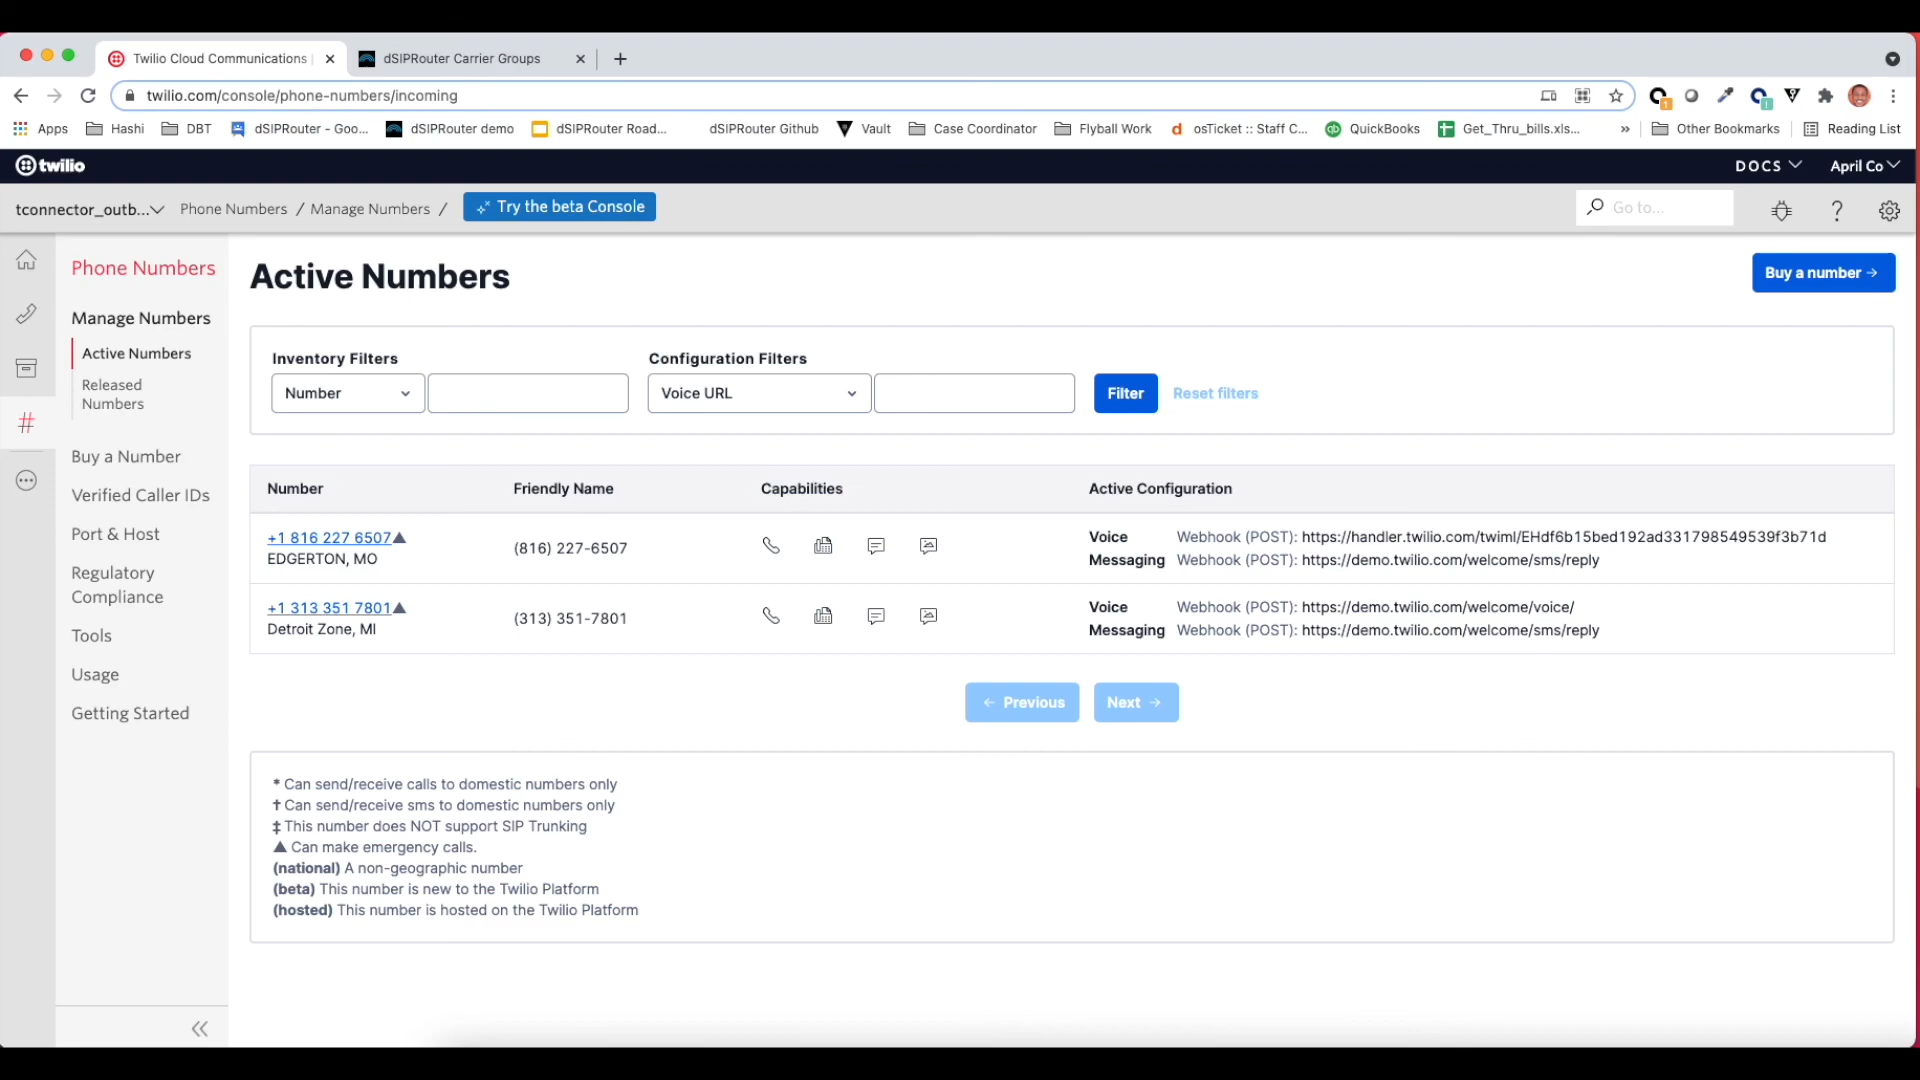 Twilio Cloud Communications
dSIPRouter Carrier Groups
twilio.com/console/phone-numbers/incoming
Apps
Hashi
DBT
dSIPRouter - Goo...
dSIPRouter demo
dSIPRouter Road...
dSIPRouter Github
Vault
Case Coordinator
Flyball Work
osTicket :: Staff C...
QuickBooks
Get_Thru_bills.xls...
»
Other Bookmarks
Reading List
twilio
DOCS
April Co
tconnector_outb...
Phone Numbers / Manage Numbers /
Try the beta Console
Go to...
Phone Numbers
Manage Numbers
Active Numbers
Released
Numbers
Buy a Number
Verified Caller IDs
Port & Host
Regulatory
Compliance
Tools
Usage
Getting Started
Active Numbers
Buy a number →
Inventory Filters
Configuration Filters
Number
Voice URL
Filter
Reset filters
Number Friendly Name Capabilities Active Configuration
+1 816 227 6507▲
EDGERTON, MO
(816) 227-6507
Voice Webhook (POST): https://handler.twilio.com/twiml/EHdf6b15bed192ad331798549539f3b71d
Messaging Webhook (POST): https://demo.twilio.com/welcome/sms/reply
+1 313 351 7801▲
Detroit Zone, MI
(313) 351-7801
Voice Webhook (POST): https://demo.twilio.com/welcome/voice/
Messaging Webhook (POST): https://demo.twilio.com/welcome/sms/reply
← Previous
Next →
* Can send/receive calls to domestic numbers only
† Can send/receive sms to domestic numbers only
‡ This number does NOT support SIP Trunking
▲ Can make emergency calls.
(national) A non-geographic number
(beta) This number is new to the Twilio Platform
(hosted) This number is hosted on the Twilio Platform